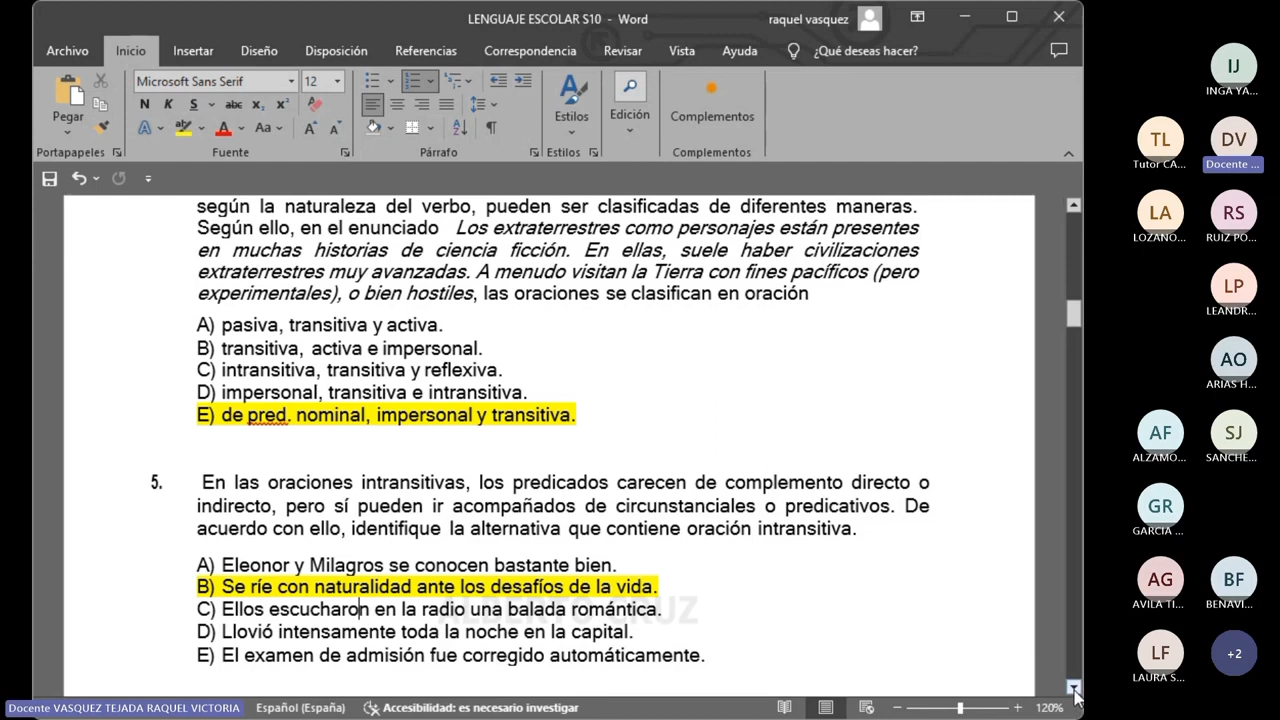 LENGUAJE ESCOLAR S10 - Word
raquel vasquez
Archivo Inicio Insertar Diseño Disposición Referencias Correspondencia Revisar Vista Ayuda ¿Qué deseas hacer?
Microsoft Sans Serif 12
Pegar
N K S abc x₂ x²
A ab A Aa A A
Estilos
Edición
Complementos
Portapapeles Fuente Párrafo Estilos Complementos
según la naturaleza del verbo, pueden ser clasificadas de diferentes maneras.
Según ello, en el enunciado Los extraterrestres como personajes están presentes
en muchas historias de ciencia ficción. En ellas, suele haber civilizaciones
extraterrestres muy avanzadas. A menudo visitan la Tierra con fines pacíficos (pero
experimentales), o bien hostiles, las oraciones se clasifican en oración
A) pasiva, transitiva y activa.
B) transitiva, activa e impersonal.
C) intransitiva, transitiva y reflexiva.
D) impersonal, transitiva e intransitiva.
E) de pred. nominal, impersonal y transitiva.
5. En las oraciones intransitivas, los predicados carecen de complemento directo o
indirecto, pero sí pueden ir acompañados de circunstanciales o predicativos. De
acuerdo con ello, identifique la alternativa que contiene oración intransitiva.
A) Eleonor y Milagros se conocen bastante bien.
B) Se ríe con naturalidad ante los desafíos de la vida.
C) Ellos escucharon en la radio una balada romántica.
D) Llovió intensamente toda la noche en la capital.
E) El examen de admisión fue corregido automáticamente.
ALBERTO CRUZ
Docente VASQUEZ TEJADA RAQUEL VICTORIA
Español (España)
Accesibilidad: es necesario investigar
120%
IJ
INGA YA...
TL
Tutor CA...
DV
Docente ...
LA
LOZANO...
RS
RUIZ PO...
LP
LEANDR...
AO
ARIAS H...
AF
ALZAMO...
SJ
SANCHE...
GR
GARCIA ...
AG
AVILA TI...
BF
BENAVI...
LF
LAURA S...
+2